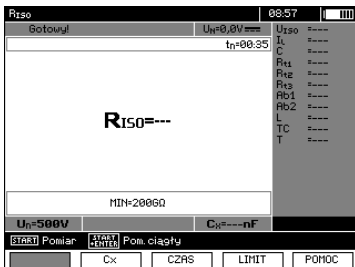 RISO 08:57
Gotowy! UN=0,0V
tn=00:35
RISO=---
MIN=200GΩ
UISO =---
IL =---
C =---
Rt1 =---
Rt2 =---
Rt3 =---
Ab1 =---
Ab2 =---
L =---
TC =---
T =---
Un=500V Cx=---nF
START Pomiar START +ENTER Pom. ciągły
Cx CZAS LIMIT POMOC